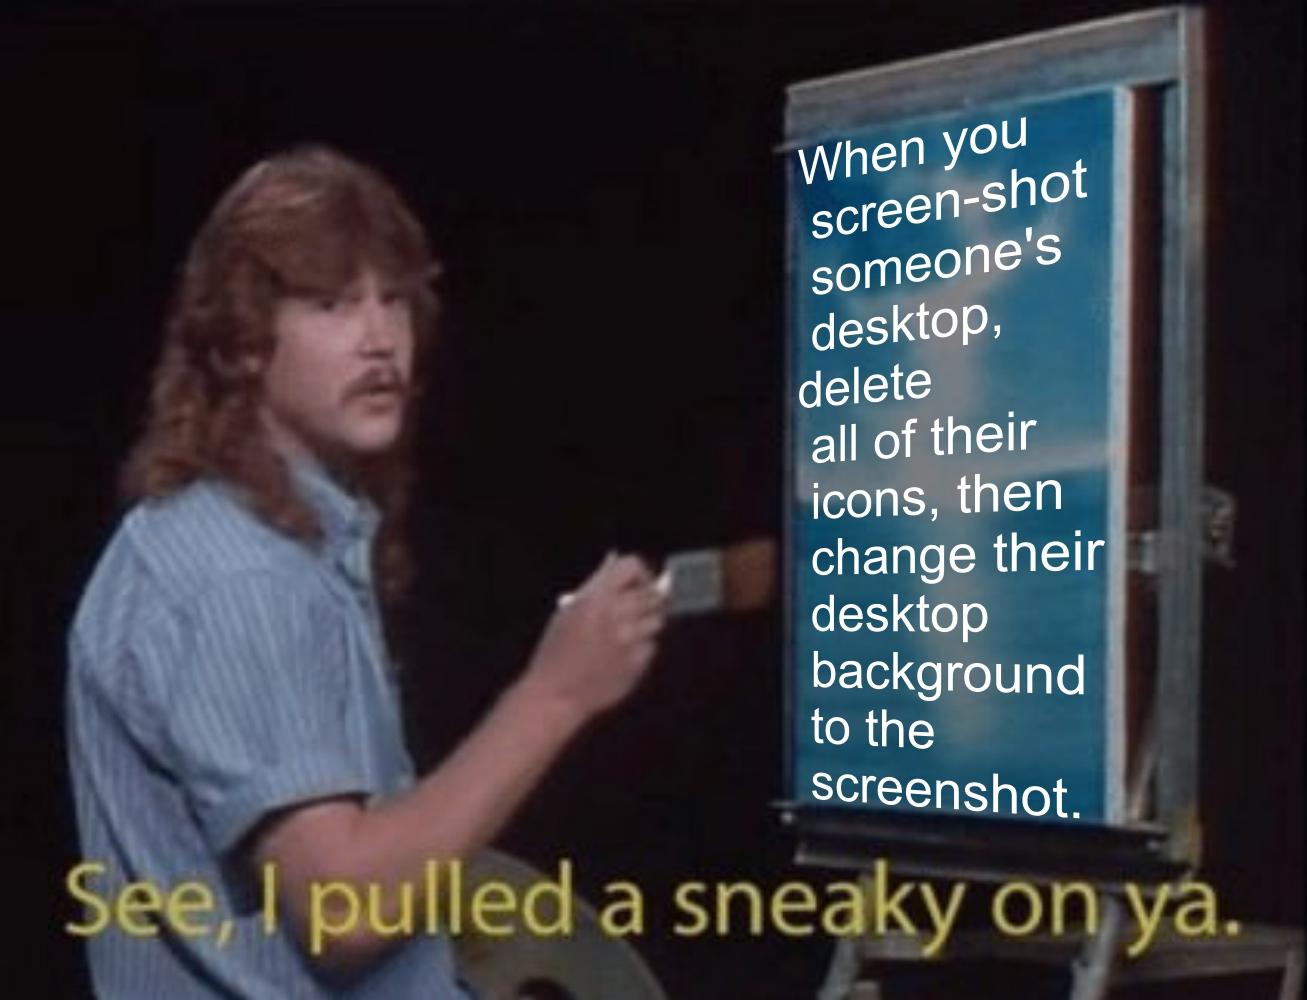 When you
screen-shot
someone's
desktop,
delete
all of their
icons, then
change their
desktop
background
to the
screenshot.
See, I pulled a sneaky on ya.